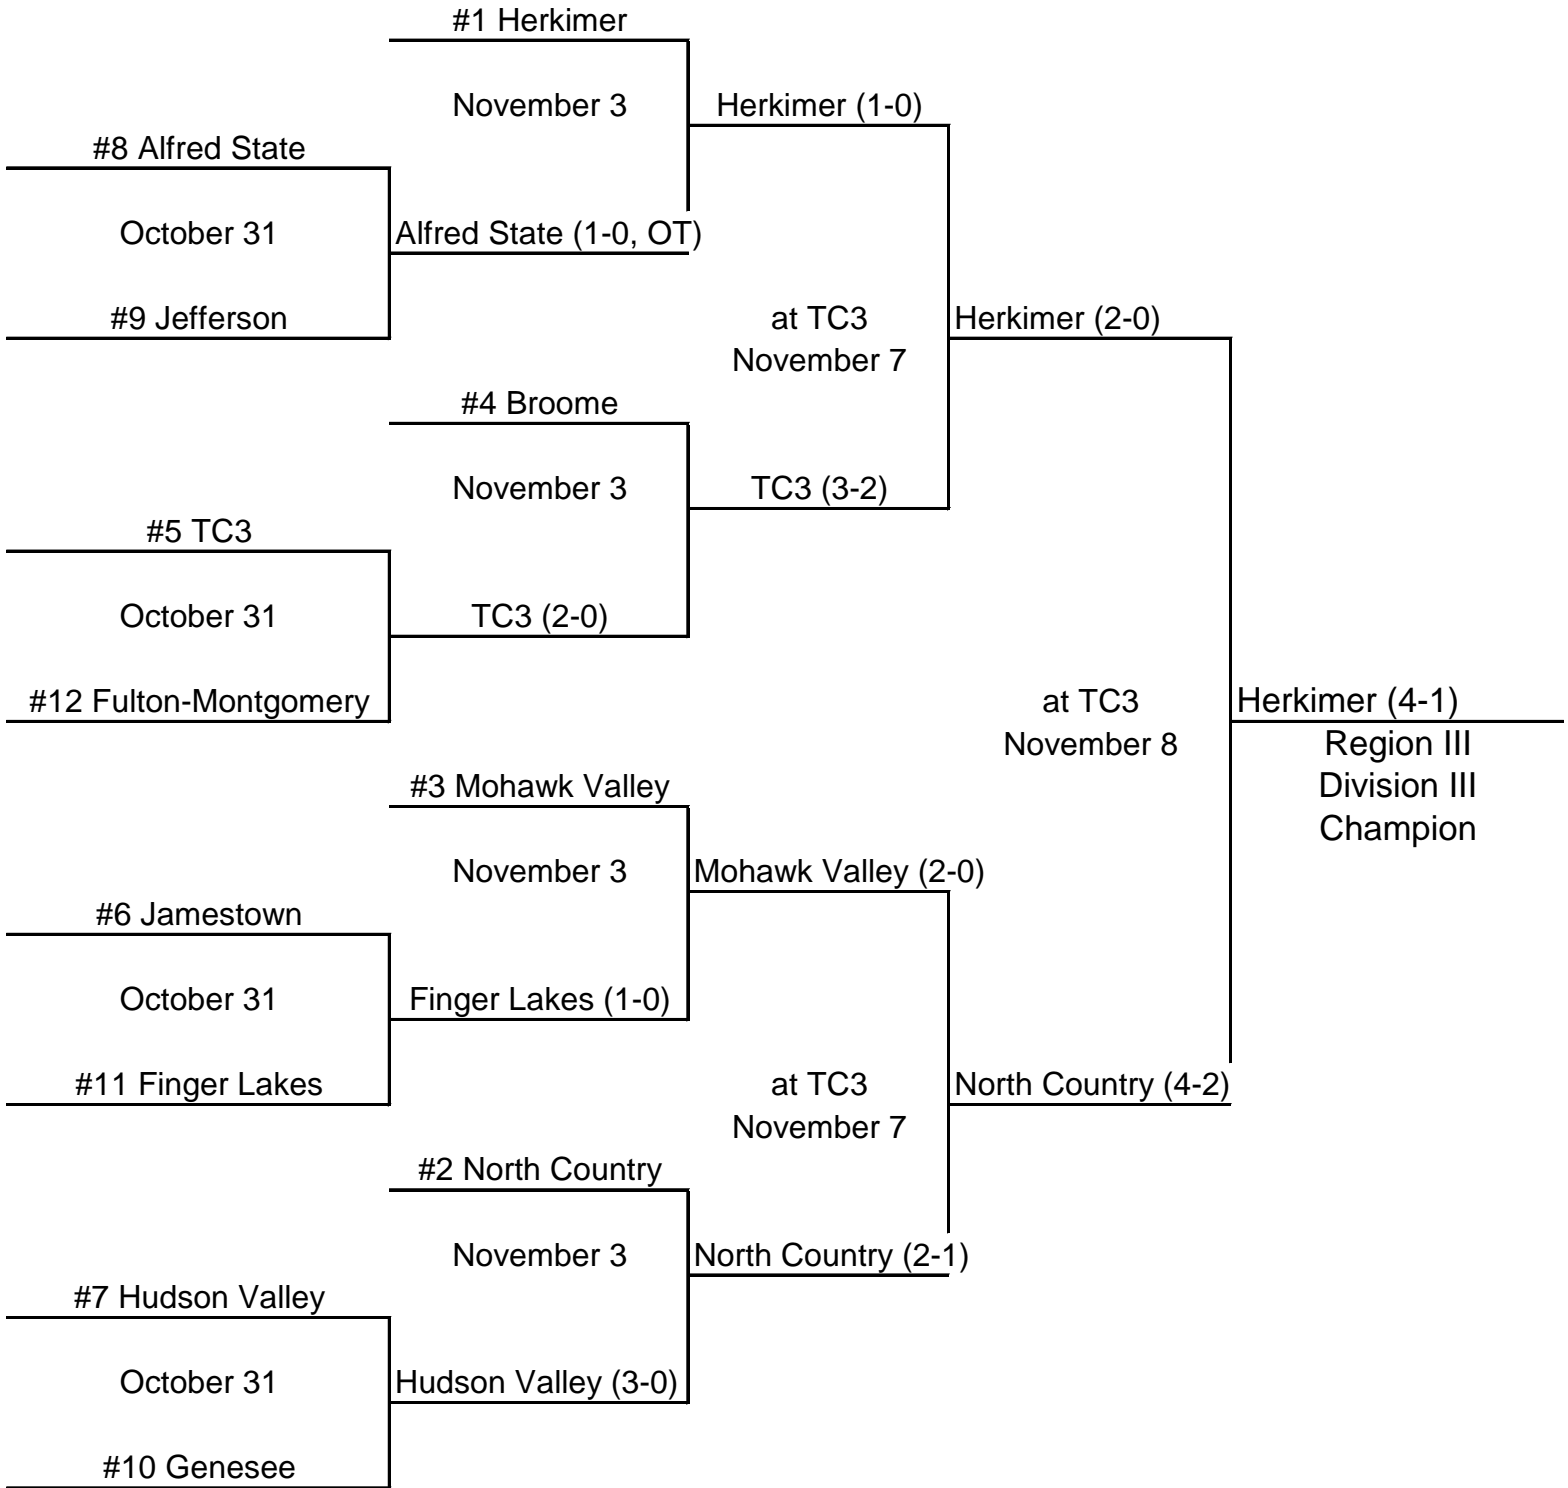 #1 Herkimer
November 3
Herkimer (1-0)
#8 Alfred State
October 31
Alfred State (1-0, OT)
#9 Jefferson
at TC3
November 7
Herkimer (2-0)
#4 Broome
November 3
TC3 (3-2)
#5 TC3
October 31
TC3 (2-0)
#12 Fulton-Montgomery
at TC3
November 8
Herkimer (4-1)
Region III
Division III
Champion
#3 Mohawk Valley
November 3
Mohawk Valley (2-0)
#6 Jamestown
October 31
Finger Lakes (1-0)
#11 Finger Lakes
at TC3
November 7
North Country (4-2)
#2 North Country
November 3
North Country (2-1)
#7 Hudson Valley
October 31
Hudson Valley (3-0)
#10 Genesee